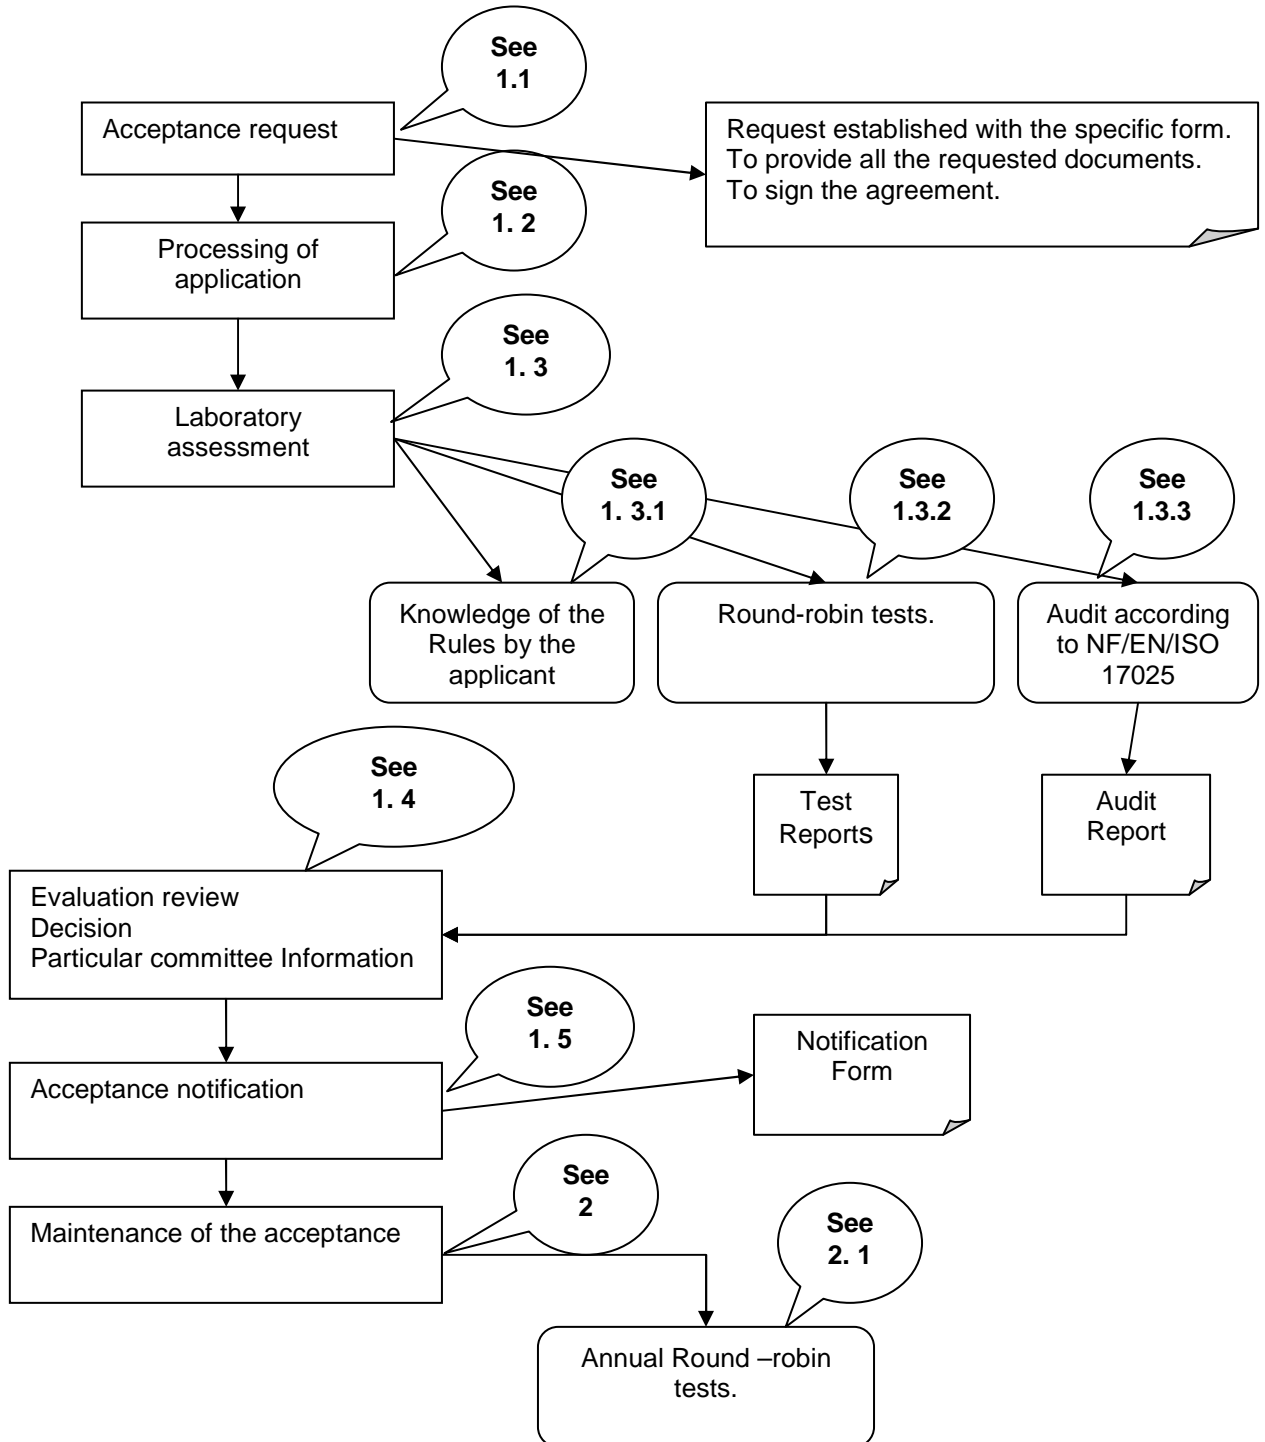 See
1.1
Acceptance request
Request established with the specific form.
To provide all the requested documents.
To sign the agreement.
See
1. 2
Processing of
application
See
1. 3
Laboratory
assessment
See
1. 3.1
See
1.3.2
See
1.3.3
Knowledge of the
Rules by the
applicant
Round-robin tests.
Audit according
to NF/EN/ISO
17025
See
1. 4
Test
Reports
Audit
Report
Evaluation review
Decision
Particular committee Information
See
1. 5
Notification
Form
Acceptance notification
See
2
Maintenance of the acceptance
See
2. 1
Annual Round –robin
tests.